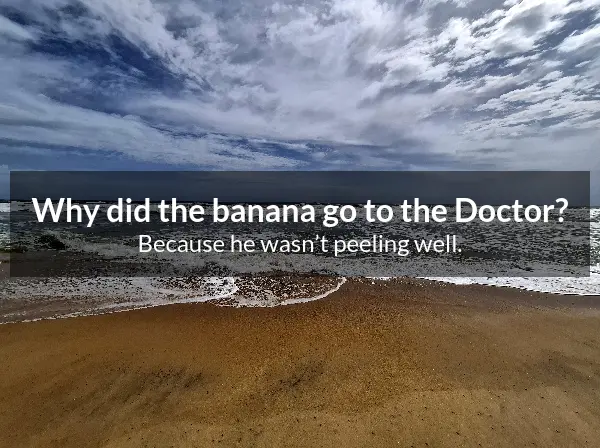 Why did the banana go to the Doctor?
Because he wasn't peeling well.